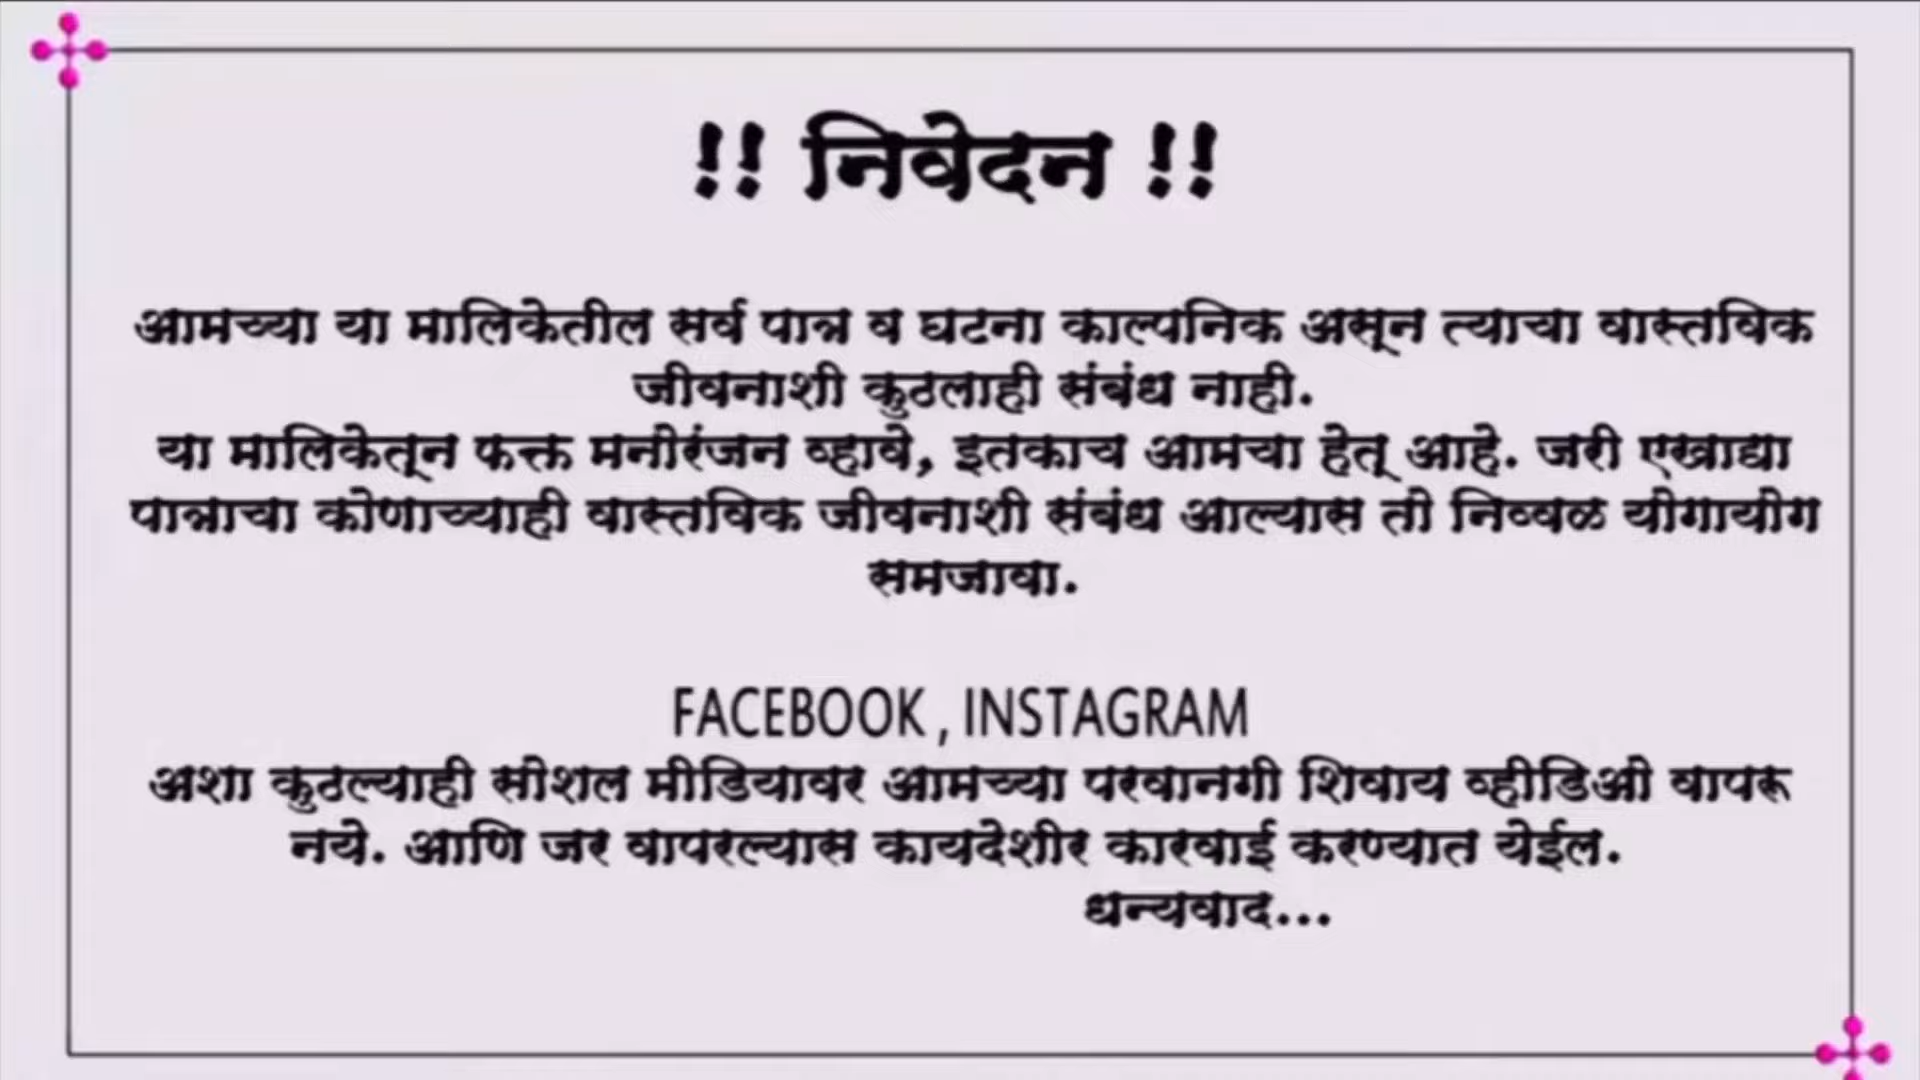 !! निवेदन !!
आमच्या या मालिकेतील सर्व पात्र व घटना काल्पनिक असून त्याचा वास्तविक
जीवनाशी कुठलाही संबंध नाही.
या मालिकेतून फक्त मनोरंजन व्हावे, इतकाच आमचा हेतू आहे. जरी एखाद्या
पात्राचा कोणाच्याही वास्तविक जीवनाशी संबंध आल्यास तो निव्वळ योगायोग
समजावा.
FACEBOOK , INSTAGRAM
अशा कुठल्याही सोशल मीडियावर आमच्या परवानगी शिवाय व्हीडिओ वापरू
नये. आणि जर वापरल्यास कायदेशीर कारवाई करण्यात येईल.
धन्यवाद...